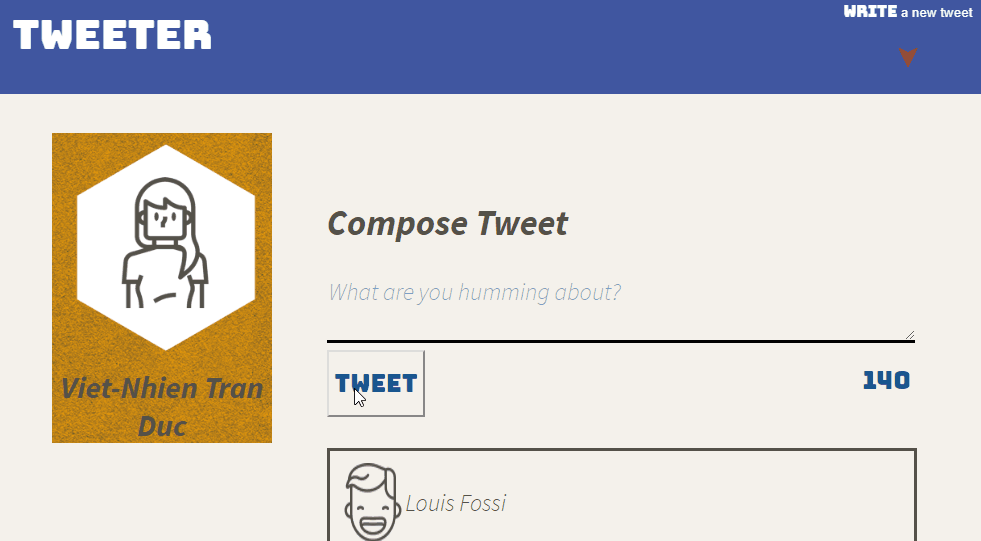 TWEETER
WRITE a new tweet
Viet-Nhien Tran
Duc
Compose Tweet
What are you humming about?
TWEET
140
Louis Fossi